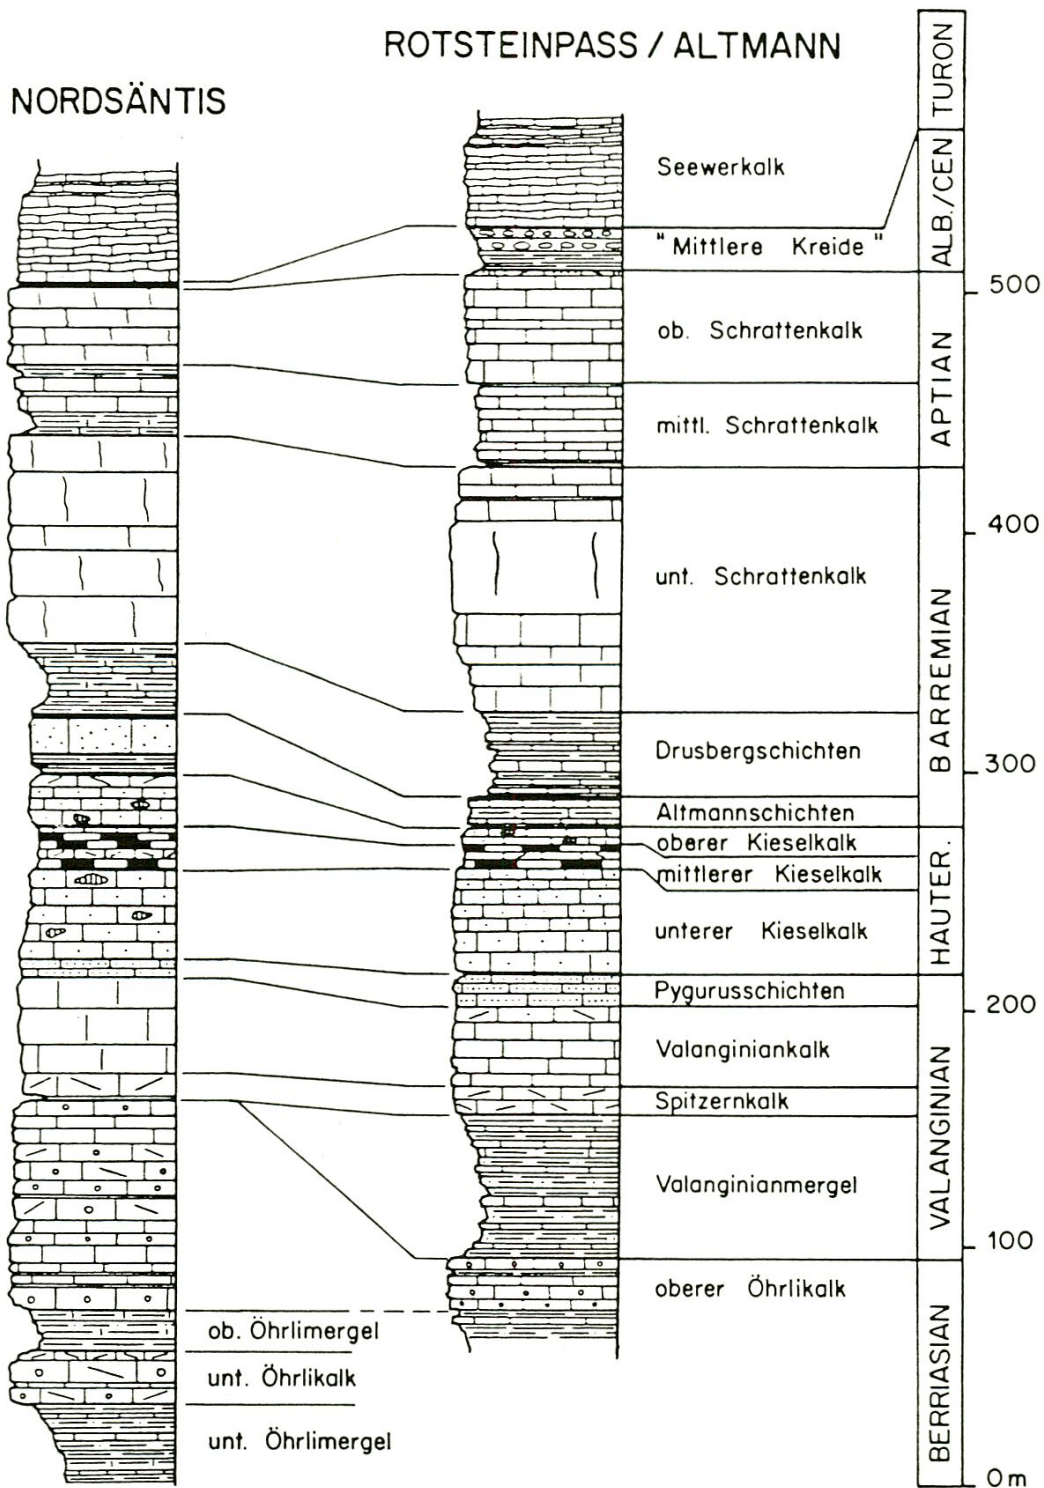 ROTSTEINPASS / ALTMANN
NORDSÄNTIS
Seewerkalk
"Mittlere Kreide"
ob. Schrattenkalk
mittl. Schrattenkalk
unt. Schrattenkalk
Drusbergschichten
Altmannschichten
oberer Kieselkalk
mittlerer Kieselkalk
unterer Kieselkalk
Pygurusschichten
Valanginiankalk
Spitzernkalk
Valanginianmergel
oberer Öhrlikalk
ob. Öhrlimergel
unt. Öhrlikalk
unt. Öhrlimergel
TURON
ALB./CEN
APTIAN
BARREMIAN
HAUTER.
VALANGINIAN
BERRIASIAN
500
400
300
200
100
0 m